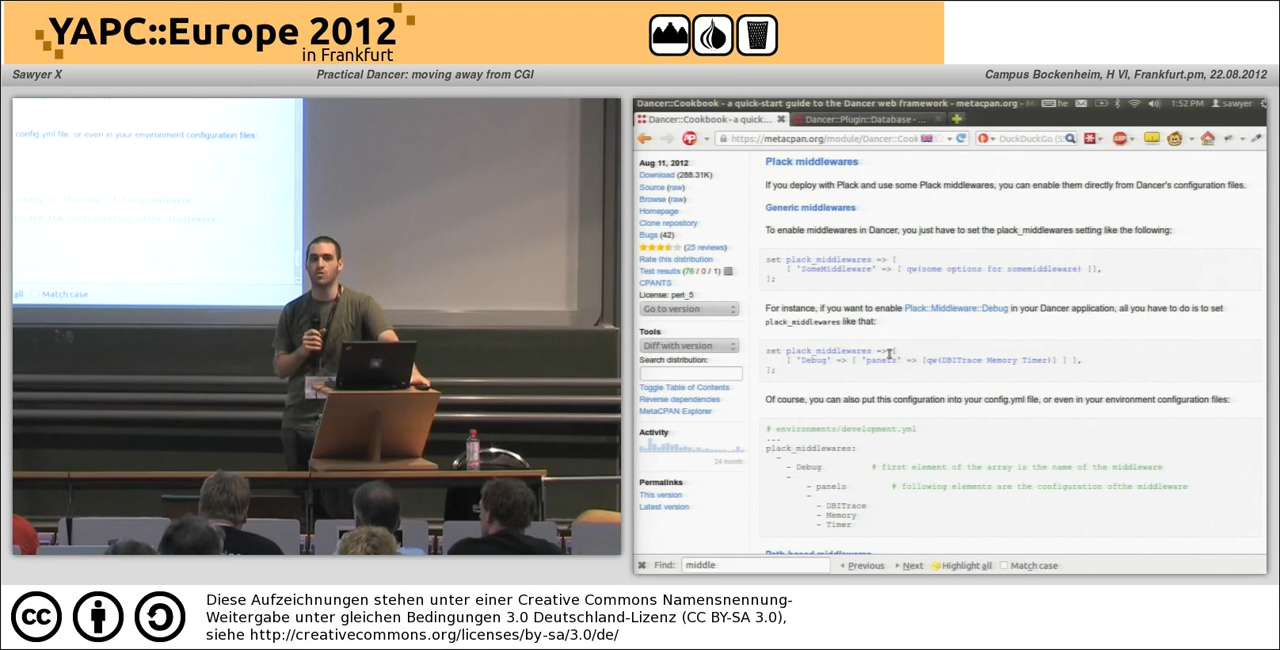 YAPC::Europe 2012
in Frankfurt
Sawyer X
Practical Dancer: moving away from CGI
Campus Bockenheim, H VI, Frankfurt.pm, 22.08.2012
config.yml file, or even in your environment configuration files:
all Match case
Dancer::Cookbook - a quick-start guide to the Dancer web framework - metacpan.org -
he
1:52 PM
sawyer
Dancer::Cookbook - a quick...
Dancer::Plugin::Database - ...
https://metacpan.org/module/Dancer::Cook
DuckDuckGo (S
Aug 11, 2012
Download (288.31K)
Source (raw)
Browse (raw)
Homepage
Clone repository
Bugs (42)
(25 reviews)
Rate this distribution
Test results (76 / 0 / 1)
CPANTS
License: perl_5
Go to version
Tools
Diff with version
Search distribution:
Toggle Table of Contents
Reverse dependencies
MetaCPAN Explorer
Activity
24 month
Permalinks
This version
Latest version
Plack middlewares
If you deploy with Plack and use some Plack middlewares, you can enable them directly from Dancer's configuration files.
Generic middlewares
To enable middlewares in Dancer, you just have to set the plack_middlewares setting like the following:
set plack_middlewares => [
[ 'SomeMiddleware' => [ qw(some options for somemiddleware) ]],
];
For instance, if you want to enable Plack::Middleware::Debug in your Dancer application, all you have to do is to set
plack_middlewares like that:
set plack_middlewares => [
[ 'Debug' => [ 'panels' => [qw(DBITrace Memory Timer)] ] ],
];
Of course, you can also put this configuration into your config.yml file, or even in your environment configuration files:
# environments/development.yml
---
plack_middlewares:
-
- Debug # first element of the array is the name of the middleware
-
- panels # following elements are the configuration ofthe middleware
-
- DBITrace
- Memory
- Timer
Path-based middlewares
Find: middle Previous Next Highlight all Match case
cc
Diese Aufzeichnungen stehen unter einer Creative Commons Namensnennung-
Weitergabe unter gleichen Bedingungen 3.0 Deutschland-Lizenz (CC BY-SA 3.0),
siehe http://creativecommons.org/licenses/by-sa/3.0/de/